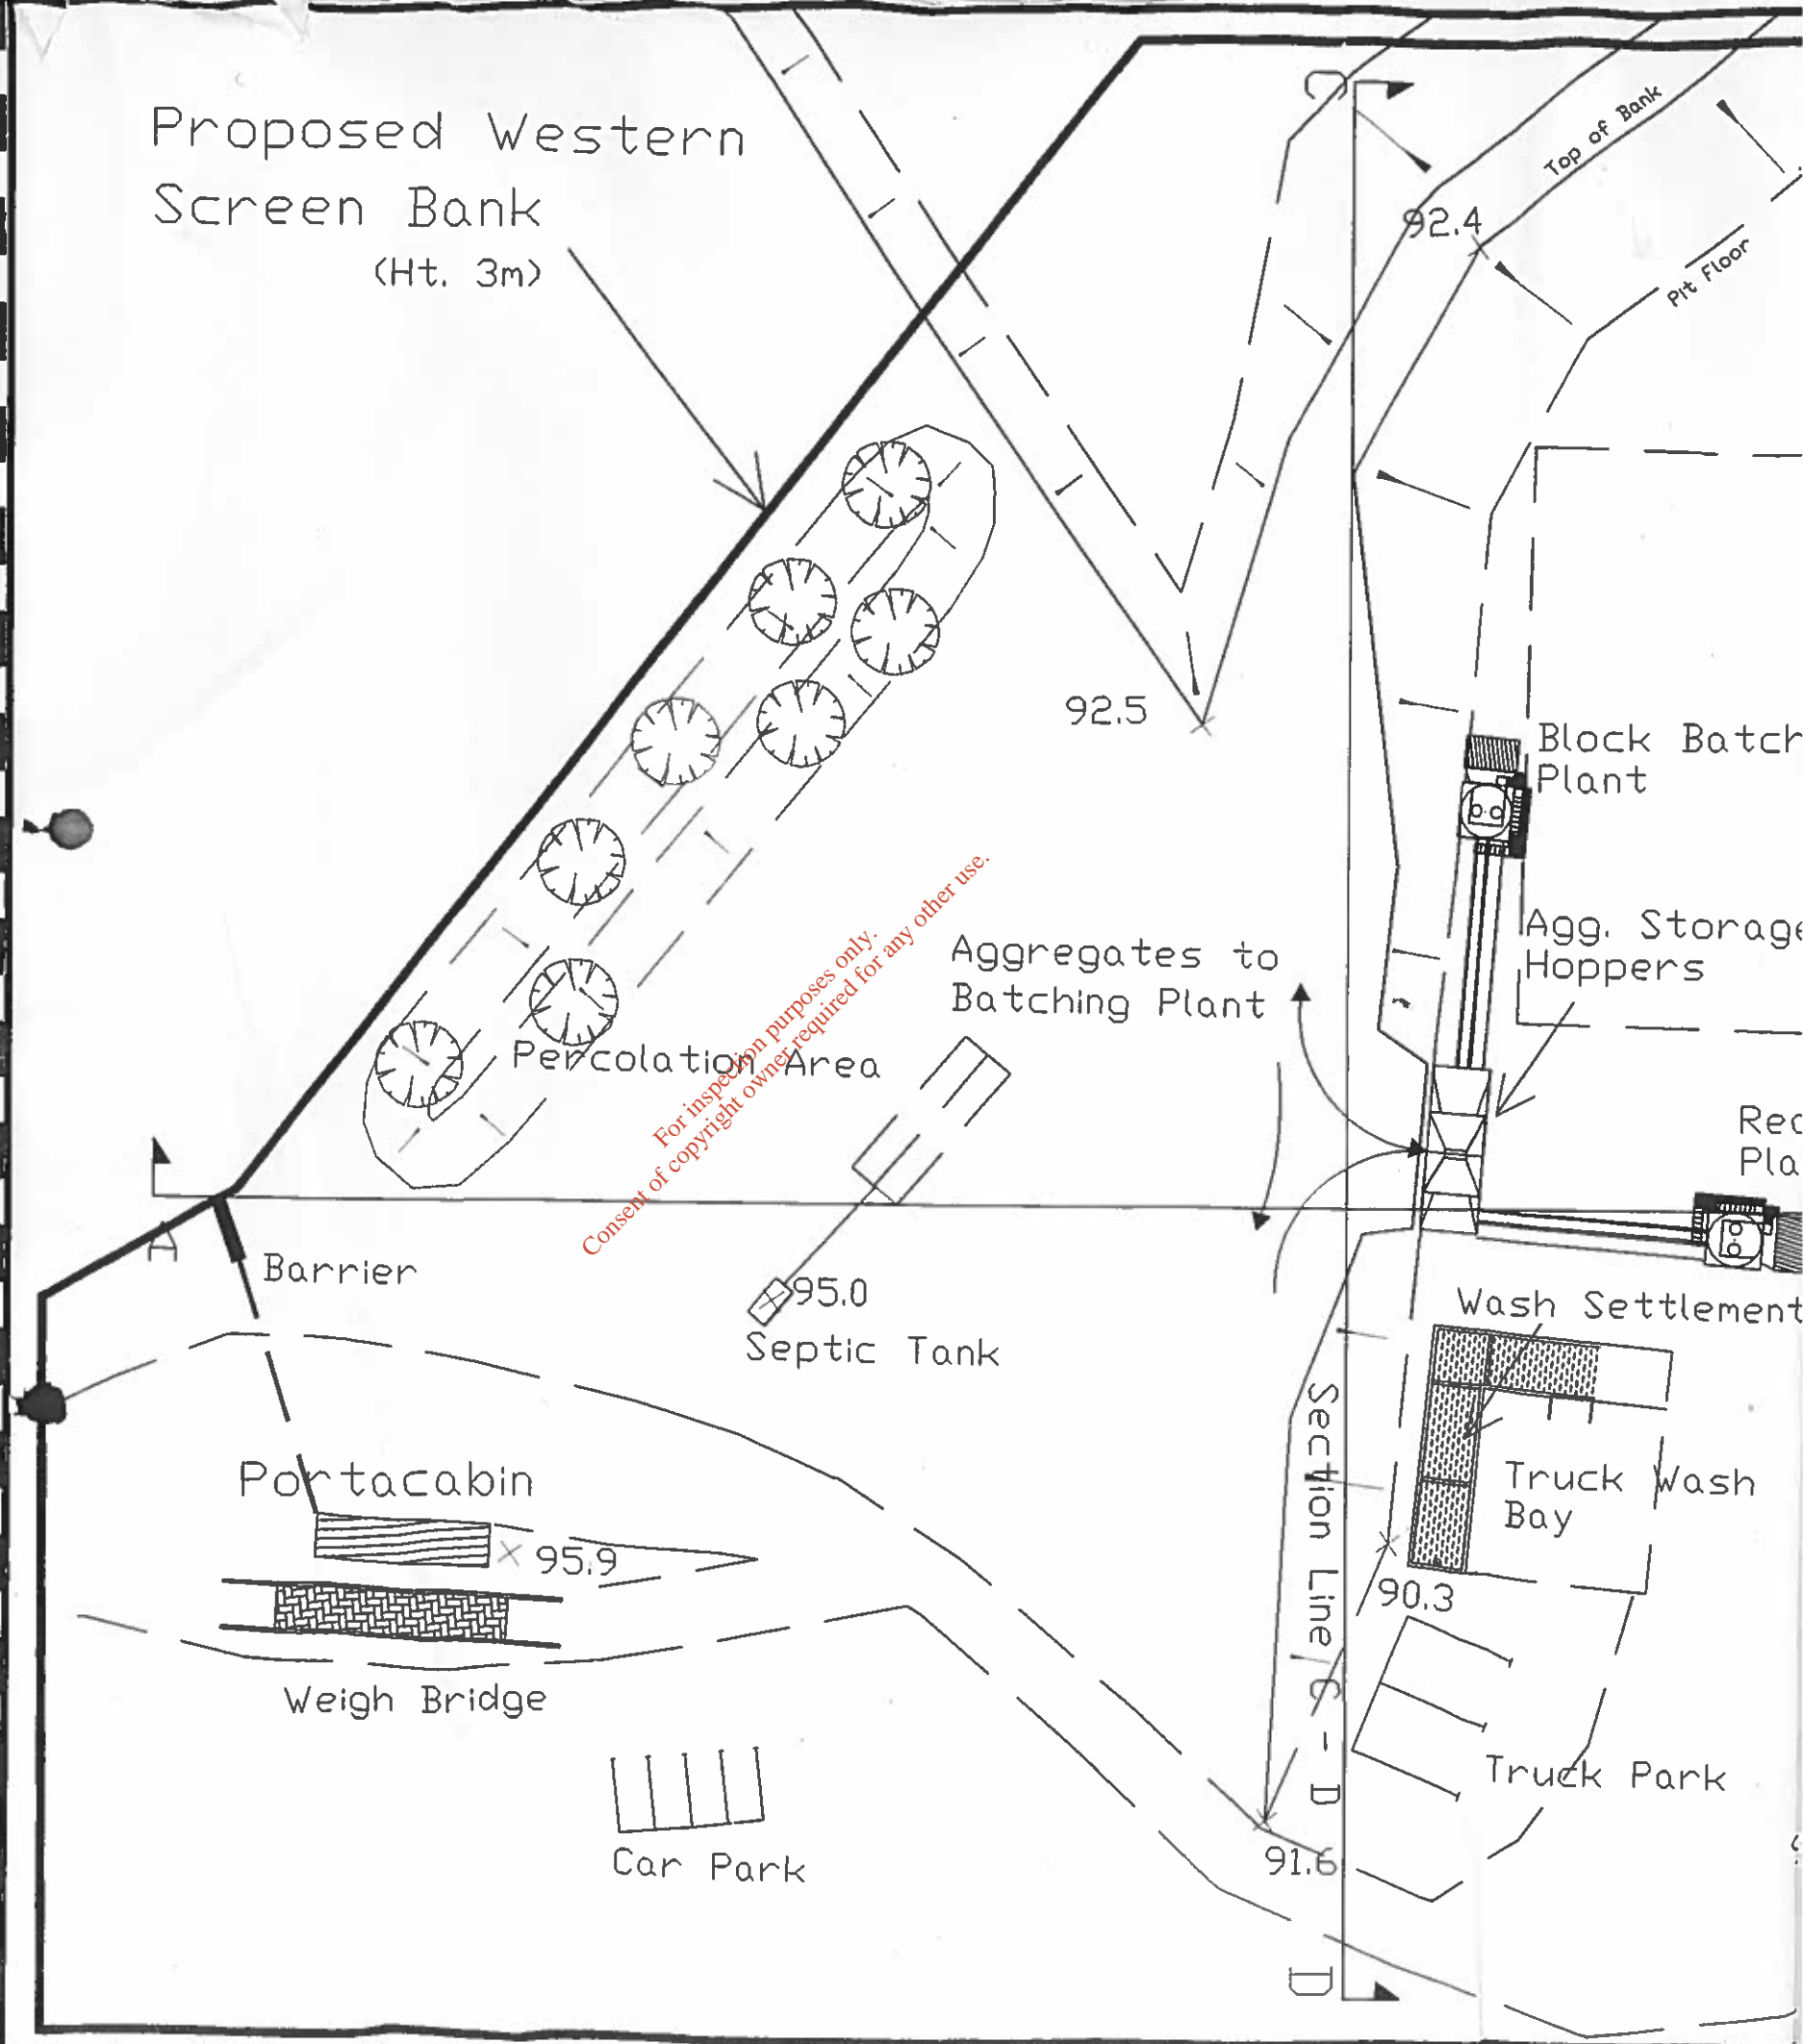 C
Top of Bank
Proposed Western
Screen Bank
(Ht. 3m)
92.4
Pit Floor
92.5
Block Batch
Plant
Agg. Storage
Hoppers
Aggregates to
Batching Plant
Percolation Area
For inspection purposes only.
Consent of copyright owner required for any other use.
Rec
Pla
A
Barrier
95.0
Septic Tank
Wash Settlement
Section Line C - D
Portacabin
95.9
Truck Wash
Bay
90.3
Weigh Bridge
Truck Park
Car Park
91.6
D